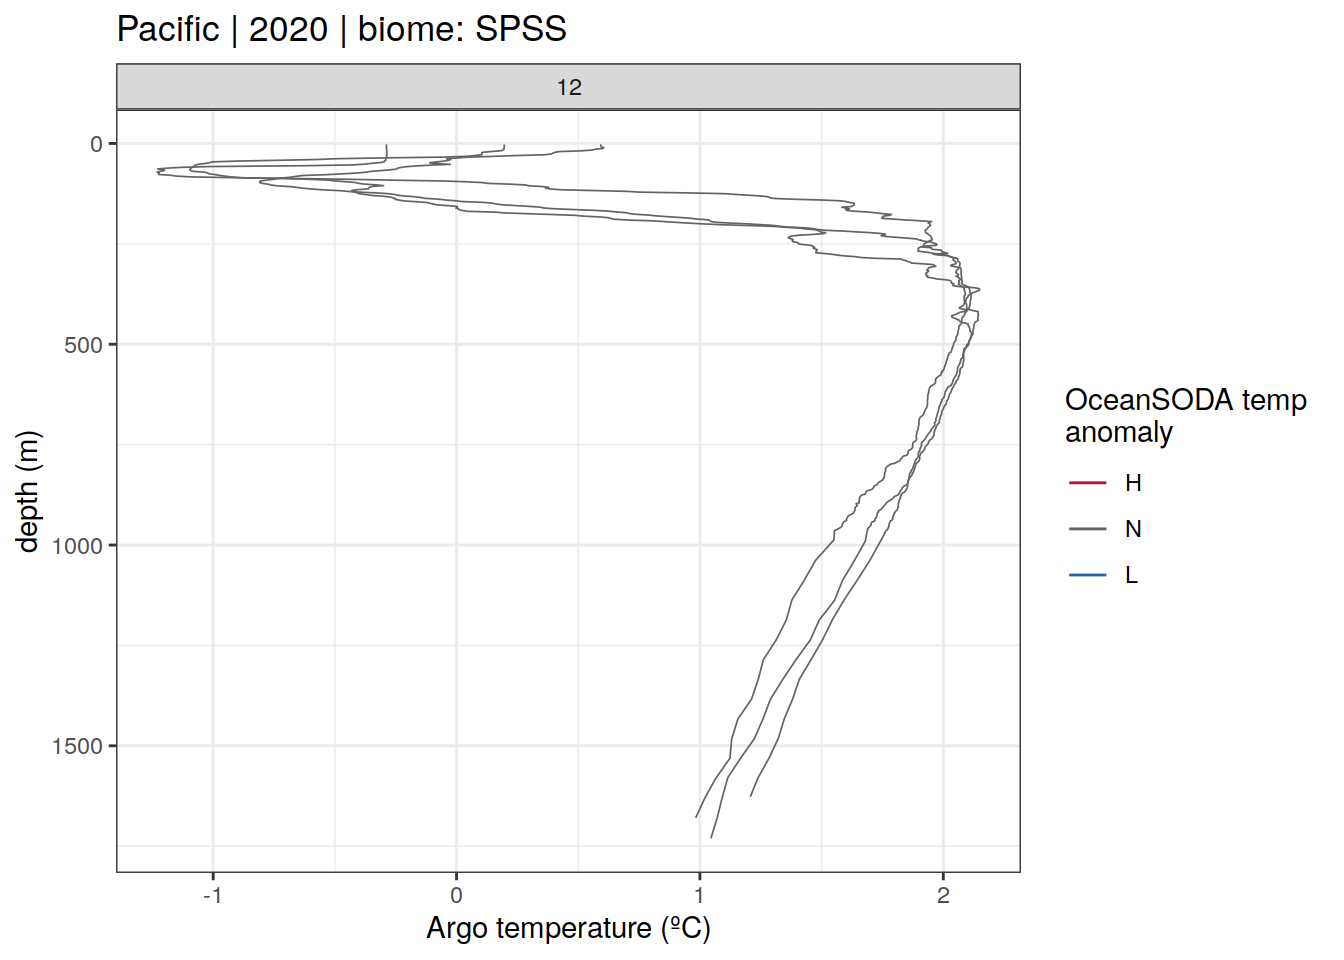 Pacific | 2020 | biome: SPSS
12
0
500
1000
1500
depth (m)
-1
0
1
2
Argo temperature (ºC)
OceanSODA temp
anomaly
H
N
L